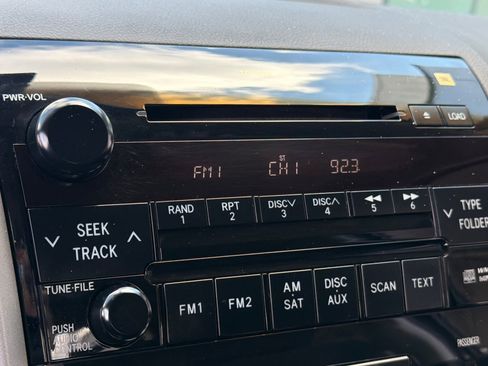 PWR·VOL
LOAD
FM1 ST CH1 92.3
RAND 1
RPT 2
DISC∨ 3
DISC∧ 4
◀◀ 5
▶▶ 6
∨ SEEK TRACK ∧
∨ TYPE FOLDER
TUNE·FILE
PUSH AUDIO CONTROL
FM1
FM2
AM ·SAT
DISC ·AUX
SCAN
TEXT
PASSENGER